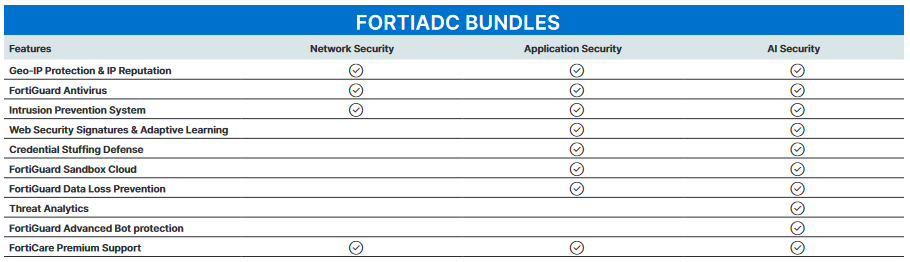 FORTIADC BUNDLES
Features Network Security Application Security AI Security
Geo-IP Protection & IP Reputation
FortiGuard Antivirus
Intrusion Prevention System
Web Security Signatures & Adaptive Learning
Credential Stuffing Defense
FortiGuard Sandbox Cloud
FortiGuard Data Loss Prevention
Threat Analytics
FortiGuard Advanced Bot protection
FortiCare Premium Support